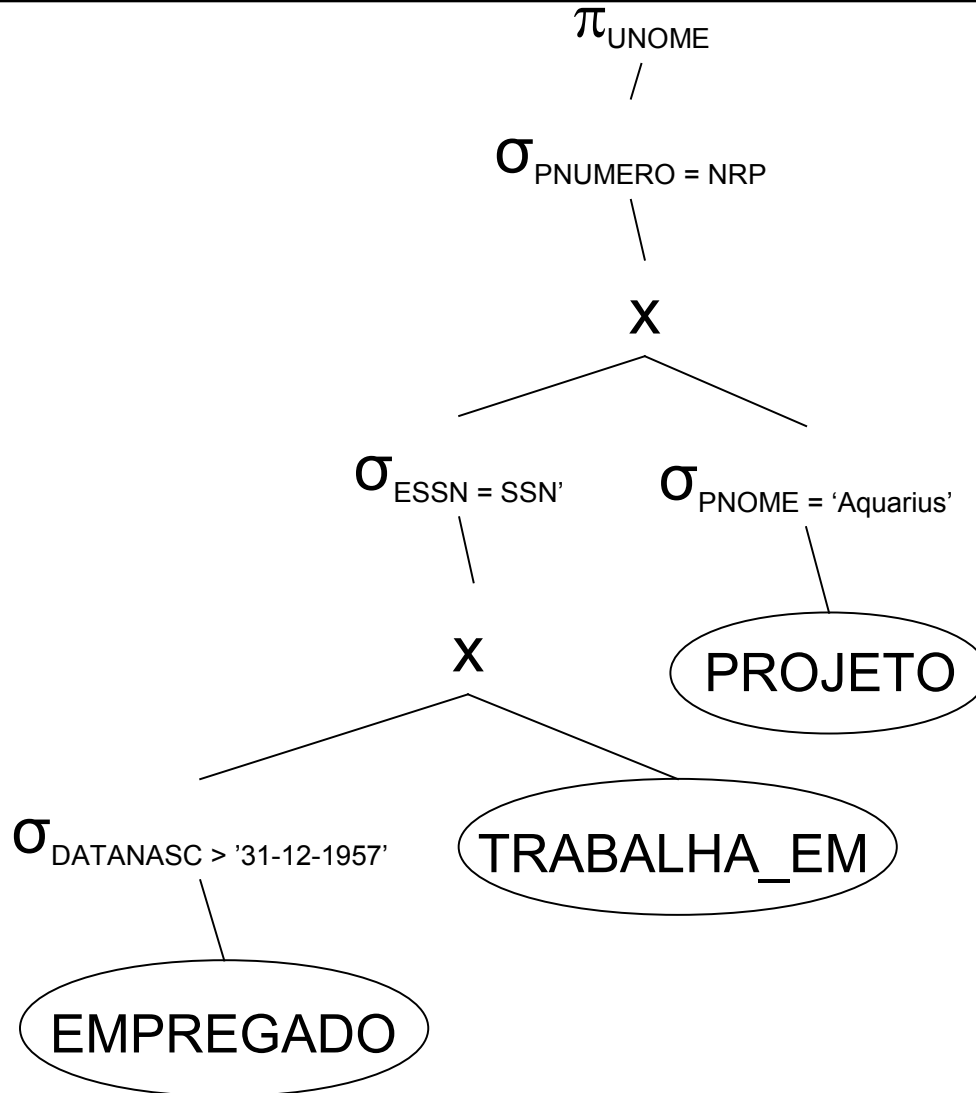 π UNOME
σ PNUMERO = NRP
x
σ ESSN = SSN’
σ PNOME = ‘Aquarius’
x
PROJETO
σ DATANASC > ’31-12-1957’
TRABALHA_EM
EMPREGADO